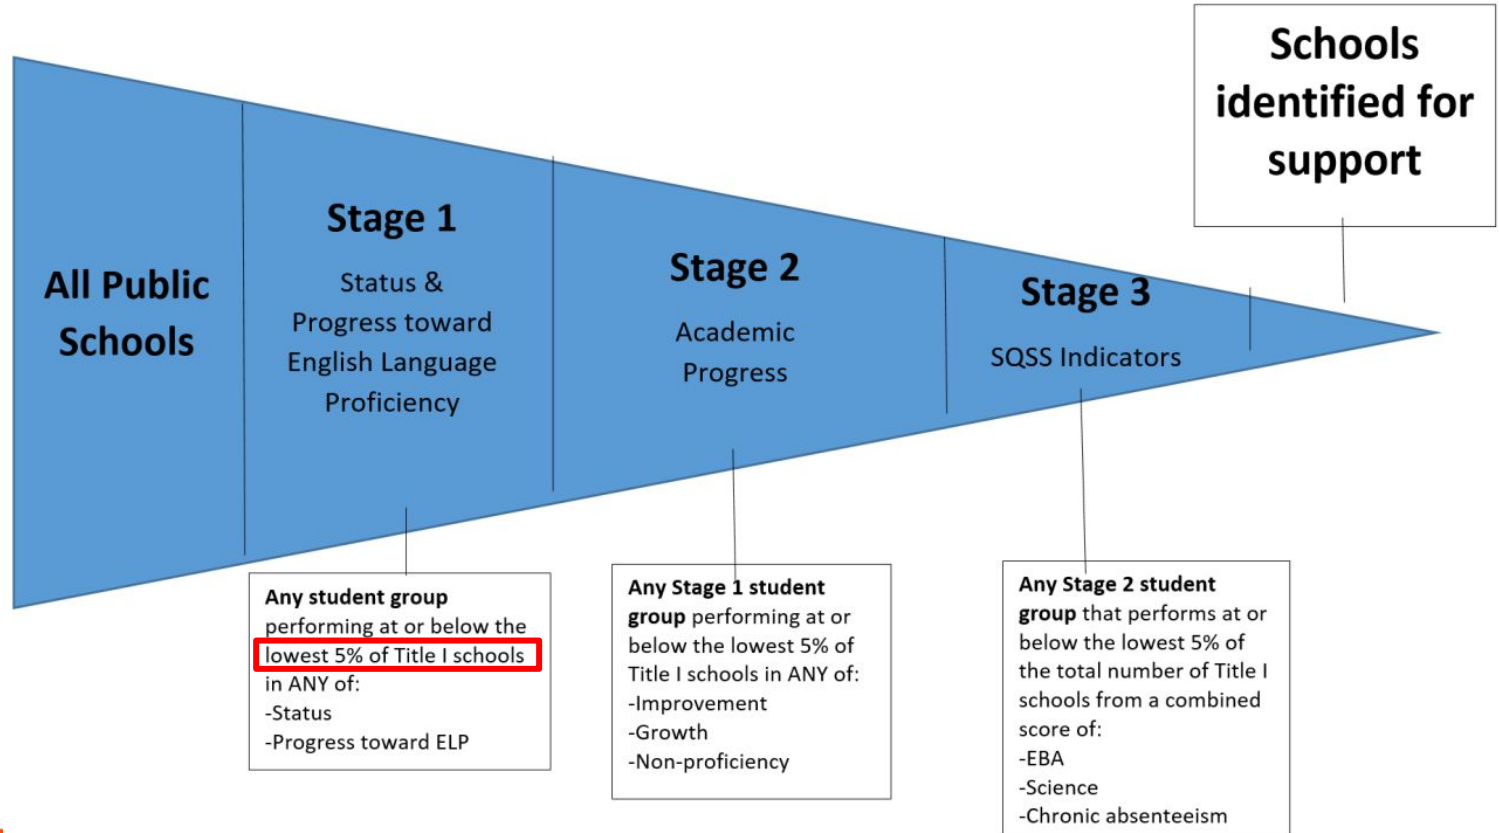 Schools
identified for
support
All Public
Schools
Stage 1
Status &
Progress toward
English Language
Proficiency
Stage 2
Academic
Progress
Stage 3
SQSS Indicators
Any student group
performing at or below the
lowest 5% of Title I schools
in ANY of:
-Status
-Progress toward ELP
Any Stage 1 student
group performing at or
below the lowest 5% of
Title I schools in ANY of:
-Improvement
-Growth
-Non-proficiency
Any Stage 2 student
group that performs at or
below the lowest 5% of
the total number of Title I
schools from a combined
score of:
-EBA
-Science
-Chronic absenteeism